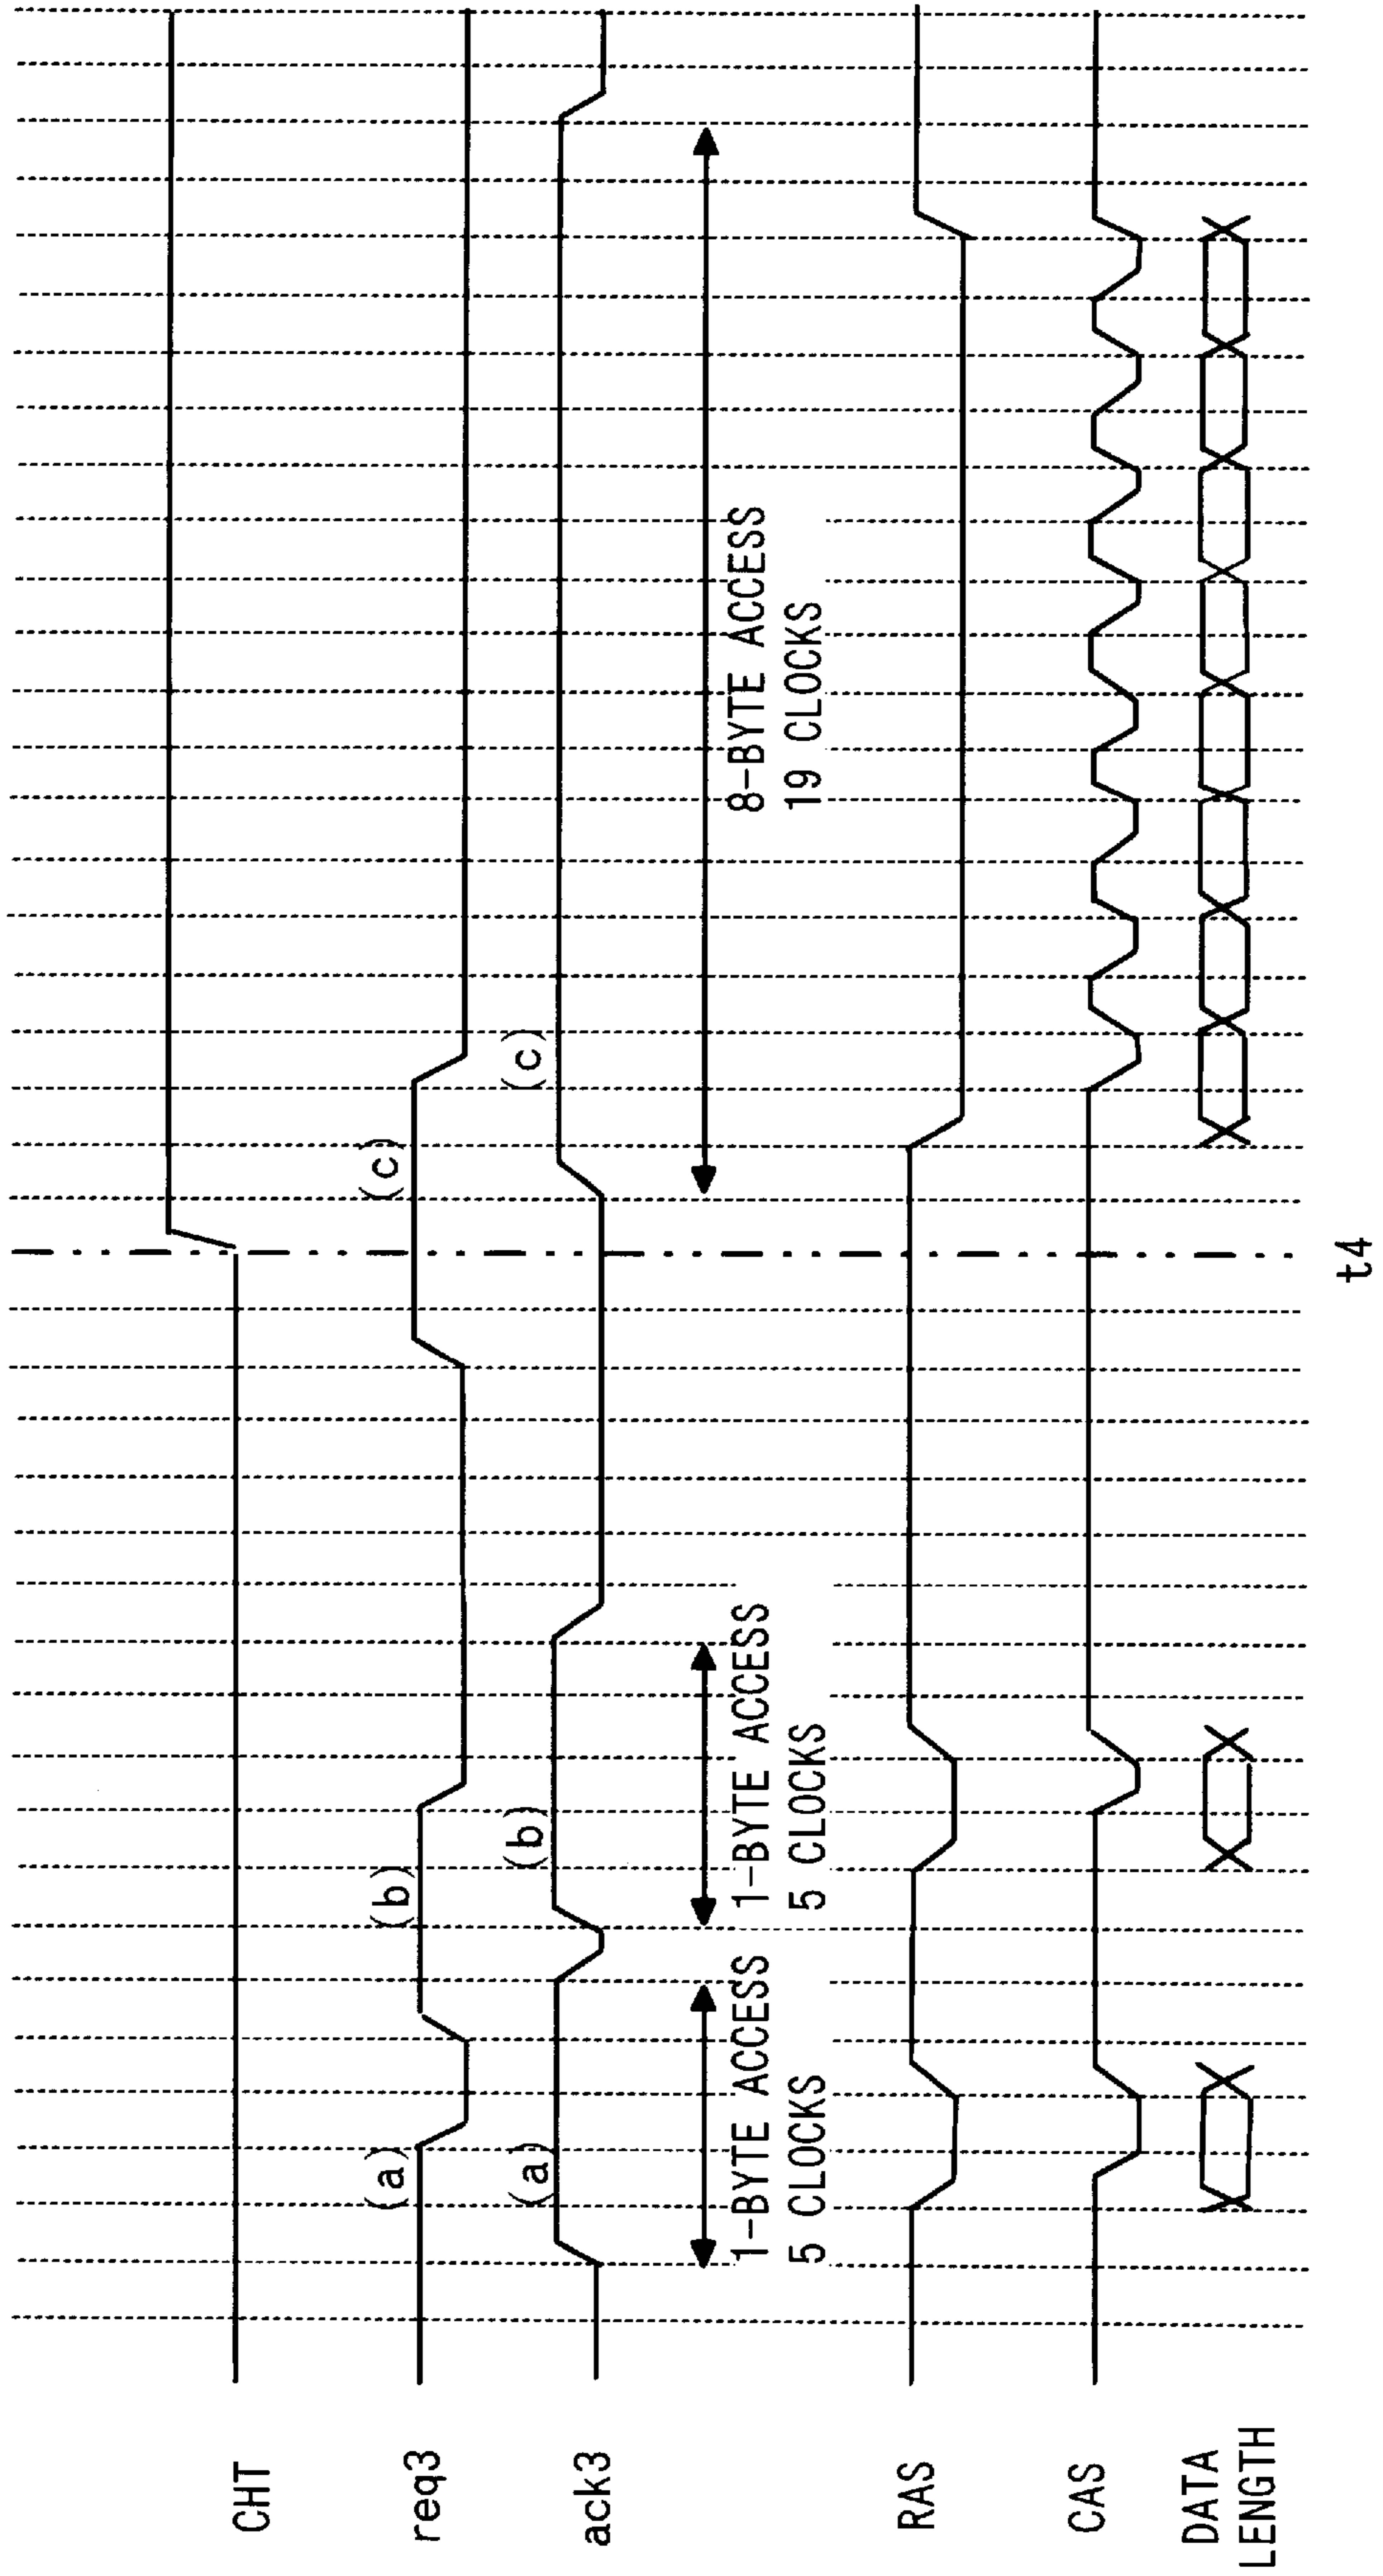 CHT
req3
(a)
(b)
(c)
ack3
(a)
(b)
(c)
1-BYTE ACCESS
5 CLOCKS
1-BYTE ACCESS
5 CLOCKS
8-BYTE ACCESS
19 CLOCKS
RAS
CAS
DATA
LENGTH
t4